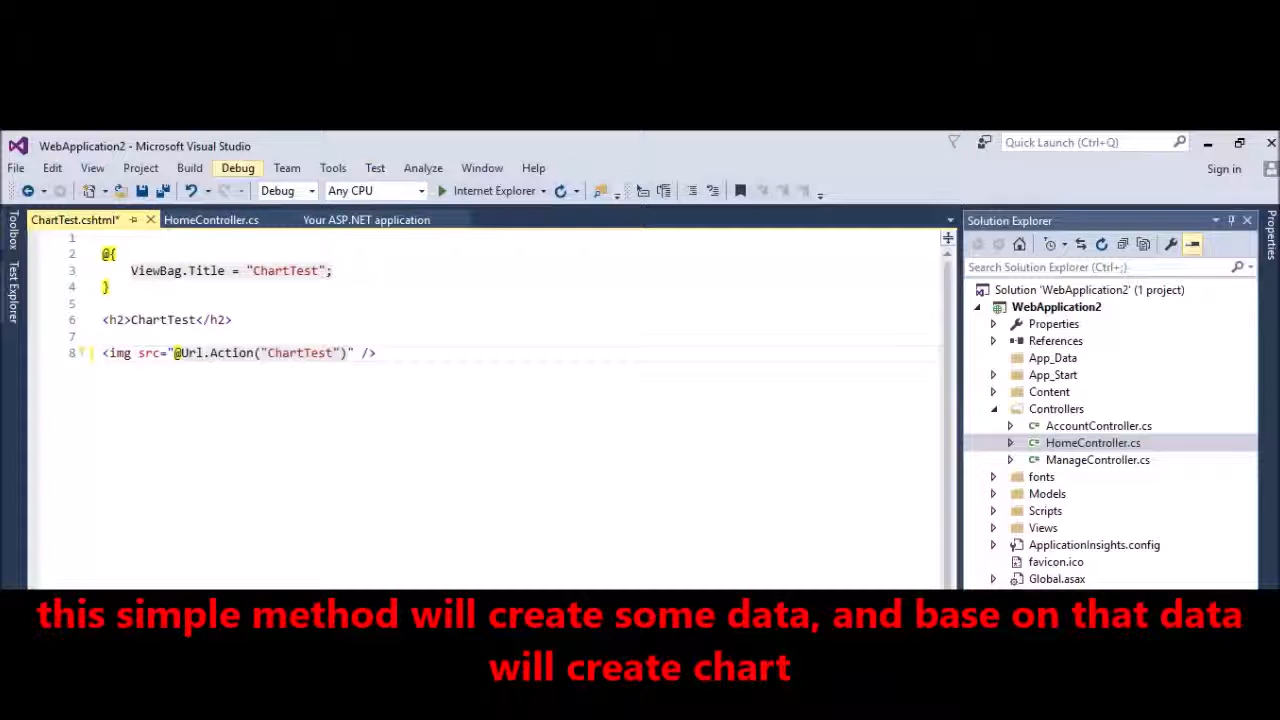 WebApplication2 - Microsoft Visual Studio
Quick Launch (Ctrl+Q)
File Edit View Project Build Debug Team Tools Test Analyze Window Help
Sign in
Debug Any CPU Internet Explorer
ChartTest.cshtml* HomeController.cs Your ASP.NET application
Toolbox
Test Explorer
1
2 @{
3 ViewBag.Title = "ChartTest";
4 }
5
6 <h2>ChartTest</h2>
7
8 <img src="@Url.Action("ChartTest")" />
Solution Explorer
Search Solution Explorer (Ctrl+;)
Solution 'WebApplication2' (1 project)
WebApplication2
Properties
References
App_Data
App_Start
Content
Controllers
C# AccountController.cs
C# HomeController.cs
C# ManageController.cs
fonts
Models
Scripts
Views
ApplicationInsights.config
favicon.ico
Global.asax
Properties
this simple method will create some data, and base on that data
will create chart